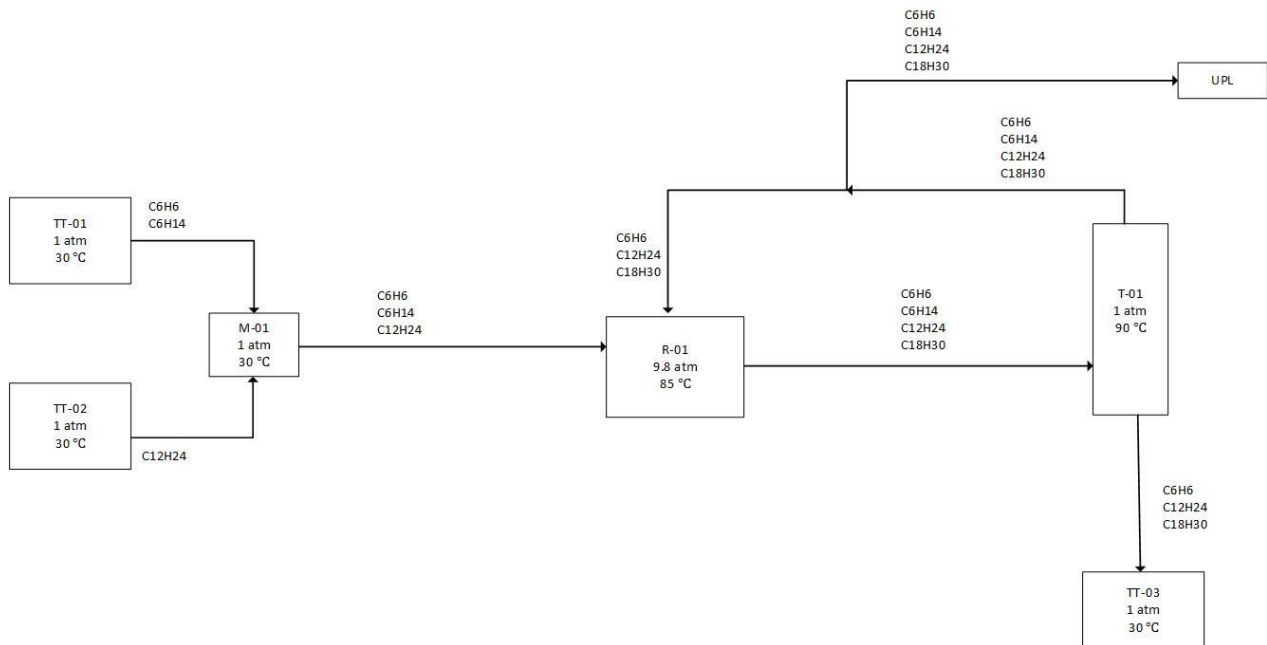 C6H6
C6H14
C12H24
C18H30
UPL
C6H6
C6H14
C12H24
C18H30
TT-01
1 atm
30 ℃
C6H6
C6H14
C6H6
C12H24
C18H30
T-01
1 atm
90 ℃
C6H6
C6H14
C12H24
M-01
1 atm
30 ℃
R-01
9.8 atm
85 ℃
C6H6
C6H14
C12H24
C18H30
TT-02
1 atm
30 ℃
C12H24
C6H6
C12H24
C18H30
TT-03
1 atm
30 ℃